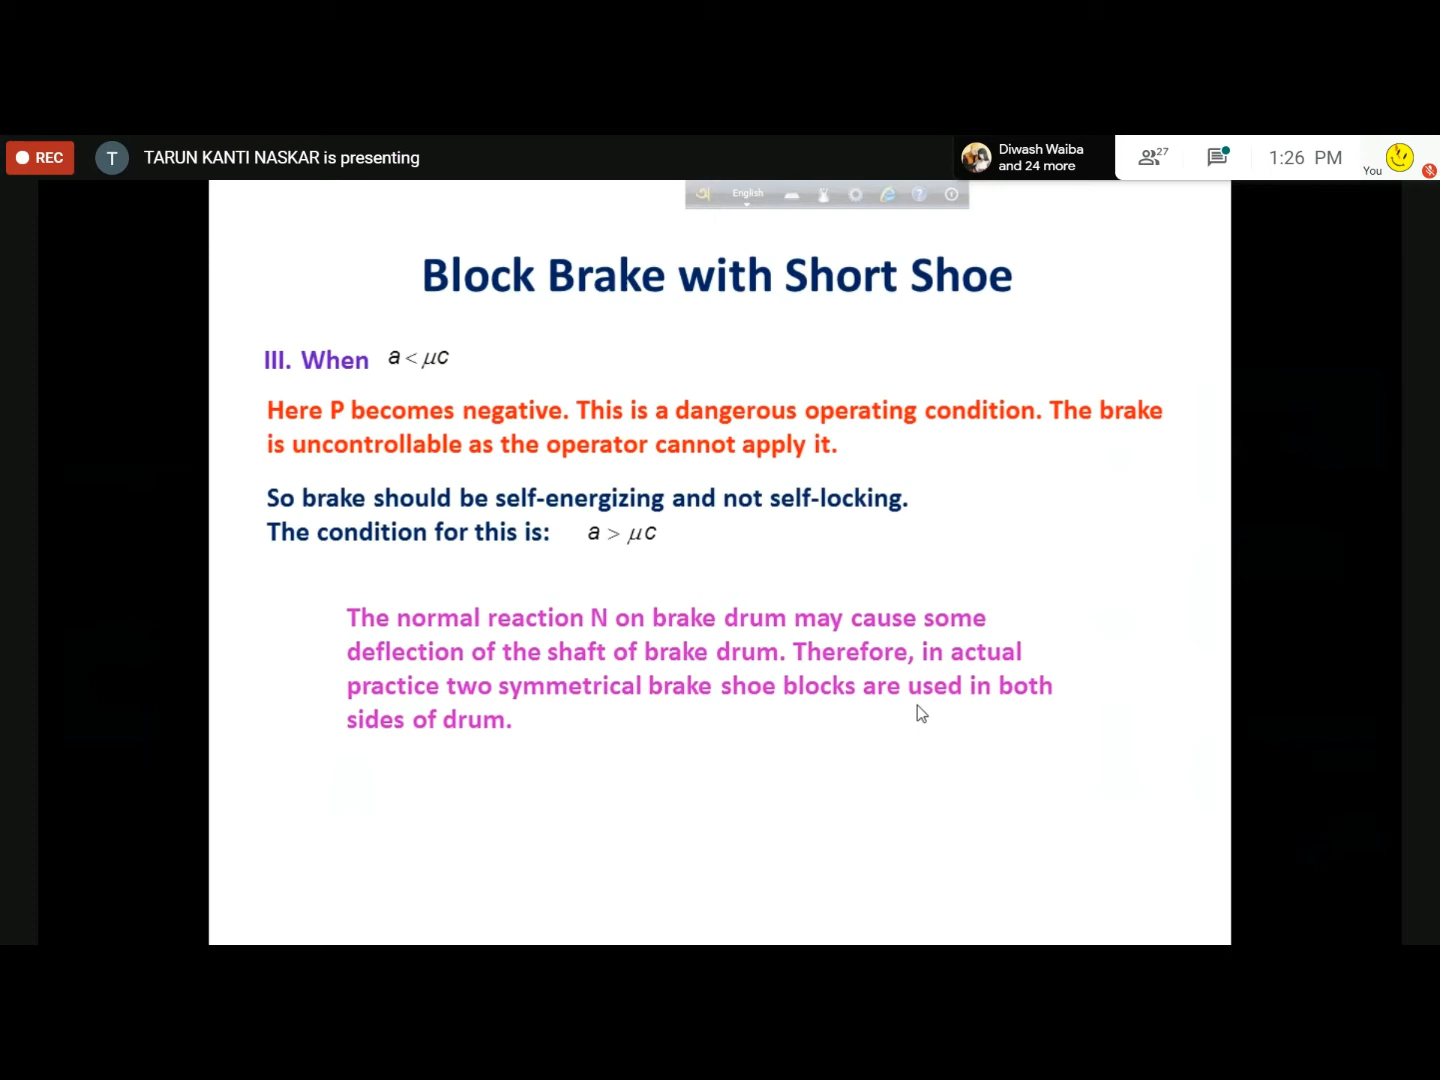 REC
T
TARUN KANTI NASKAR is presenting
Diwash Waiba
and 24 more
27
1:26 PM
You
অ
English
Block Brake with Short Shoe
III. When a < μc
Here P becomes negative. This is a dangerous operating condition. The brake
is uncontrollable as the operator cannot apply it.
So brake should be self-energizing and not self-locking.
The condition for this is: a > μc
The normal reaction N on brake drum may cause some
deflection of the shaft of brake drum. Therefore, in actual
practice two symmetrical brake shoe blocks are used in both
sides of drum.